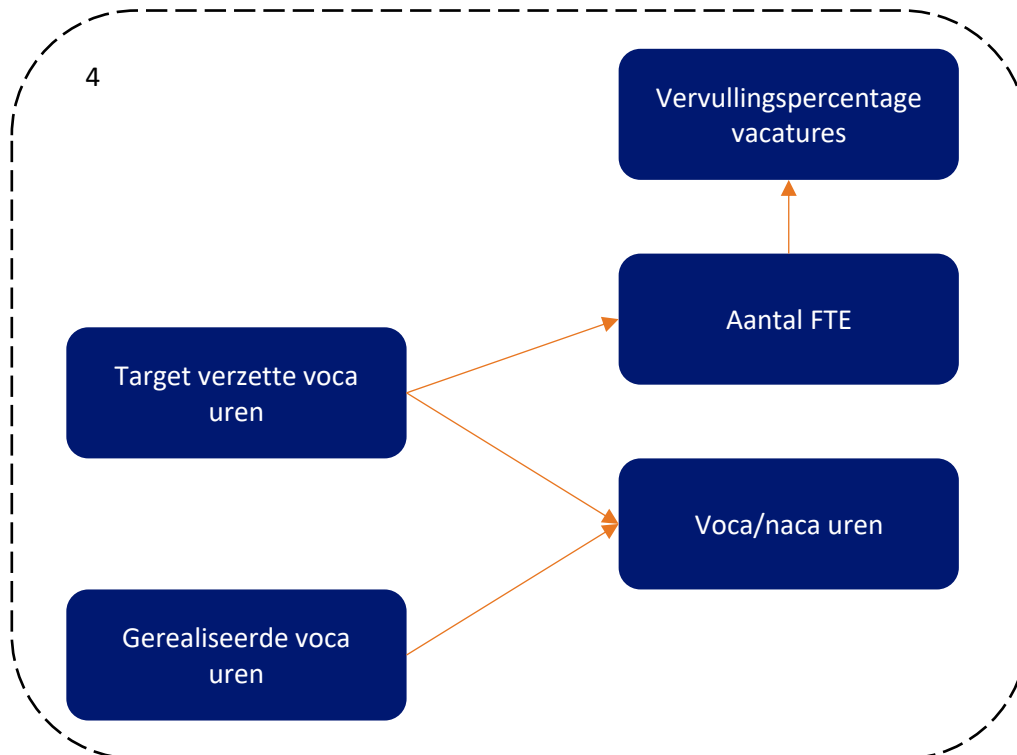 4
Vervullingspercentage
vacatures
Aantal FTE
Target verzette voca
uren
Voca/naca uren
Gerealiseerde voca
uren